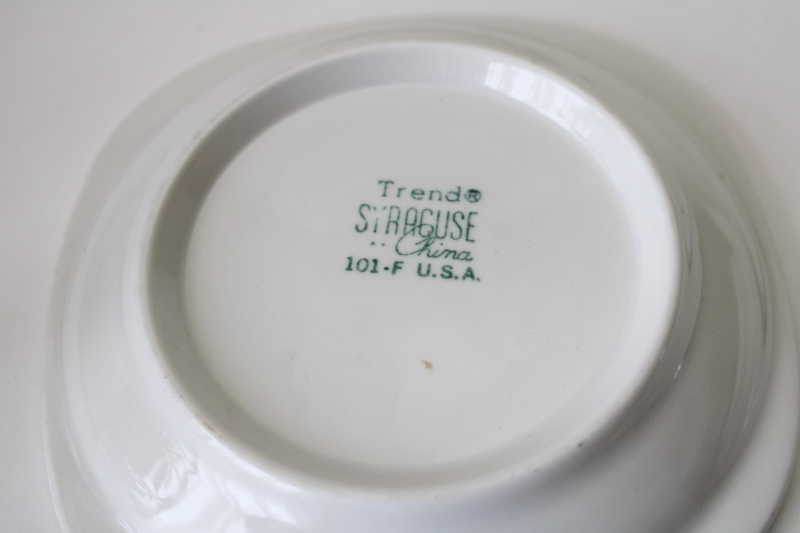 Trend®
SYRACUSE
China
101-F U.S.A.